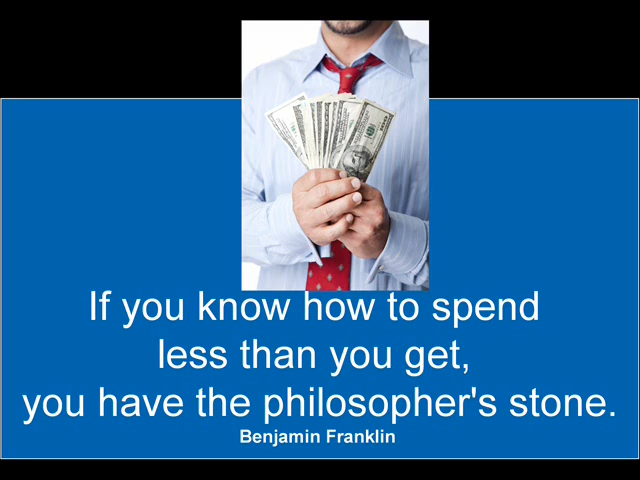 If you know how to spend
less than you get,
you have the philosopher's stone.
Benjamin Franklin